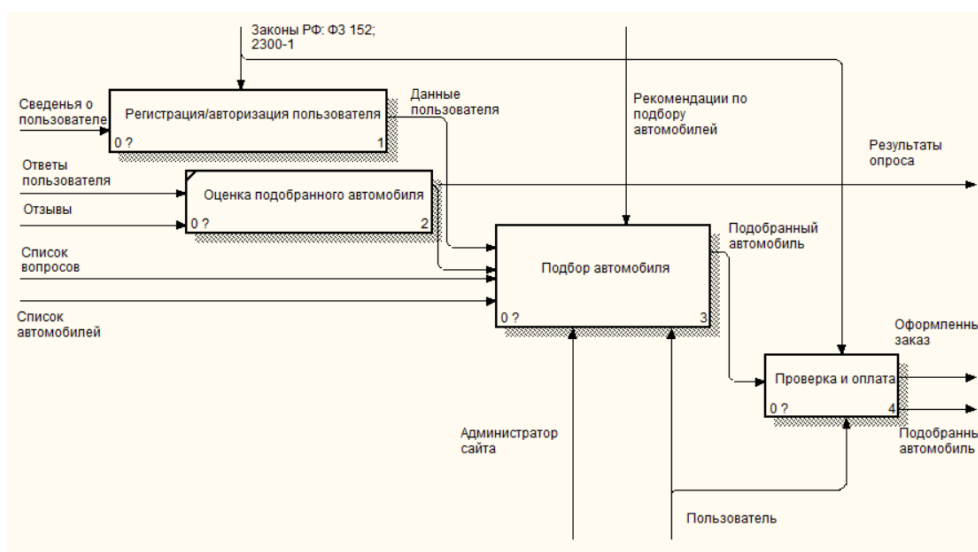 Законы РФ: ФЗ 152;
2300-1
Сведенья о
пользователе
Регистрация/авторизация пользователя
0 ?
1
Данные
пользователя
Рекомендации по
подбору
автомобилей
Результаты
опроса
Ответы
пользователя
Отзывы
Оценка подобранного автомобиля
0 ?
2
Список
вопросов
Список
автомобилей
Подбор автомобиля
0 ?
3
Подобранный
автомобиль
Оформленны
заказ
Проверка и оплата
0 ?
4
Подобранны
автомобиль
Администратор
сайта
Пользователь